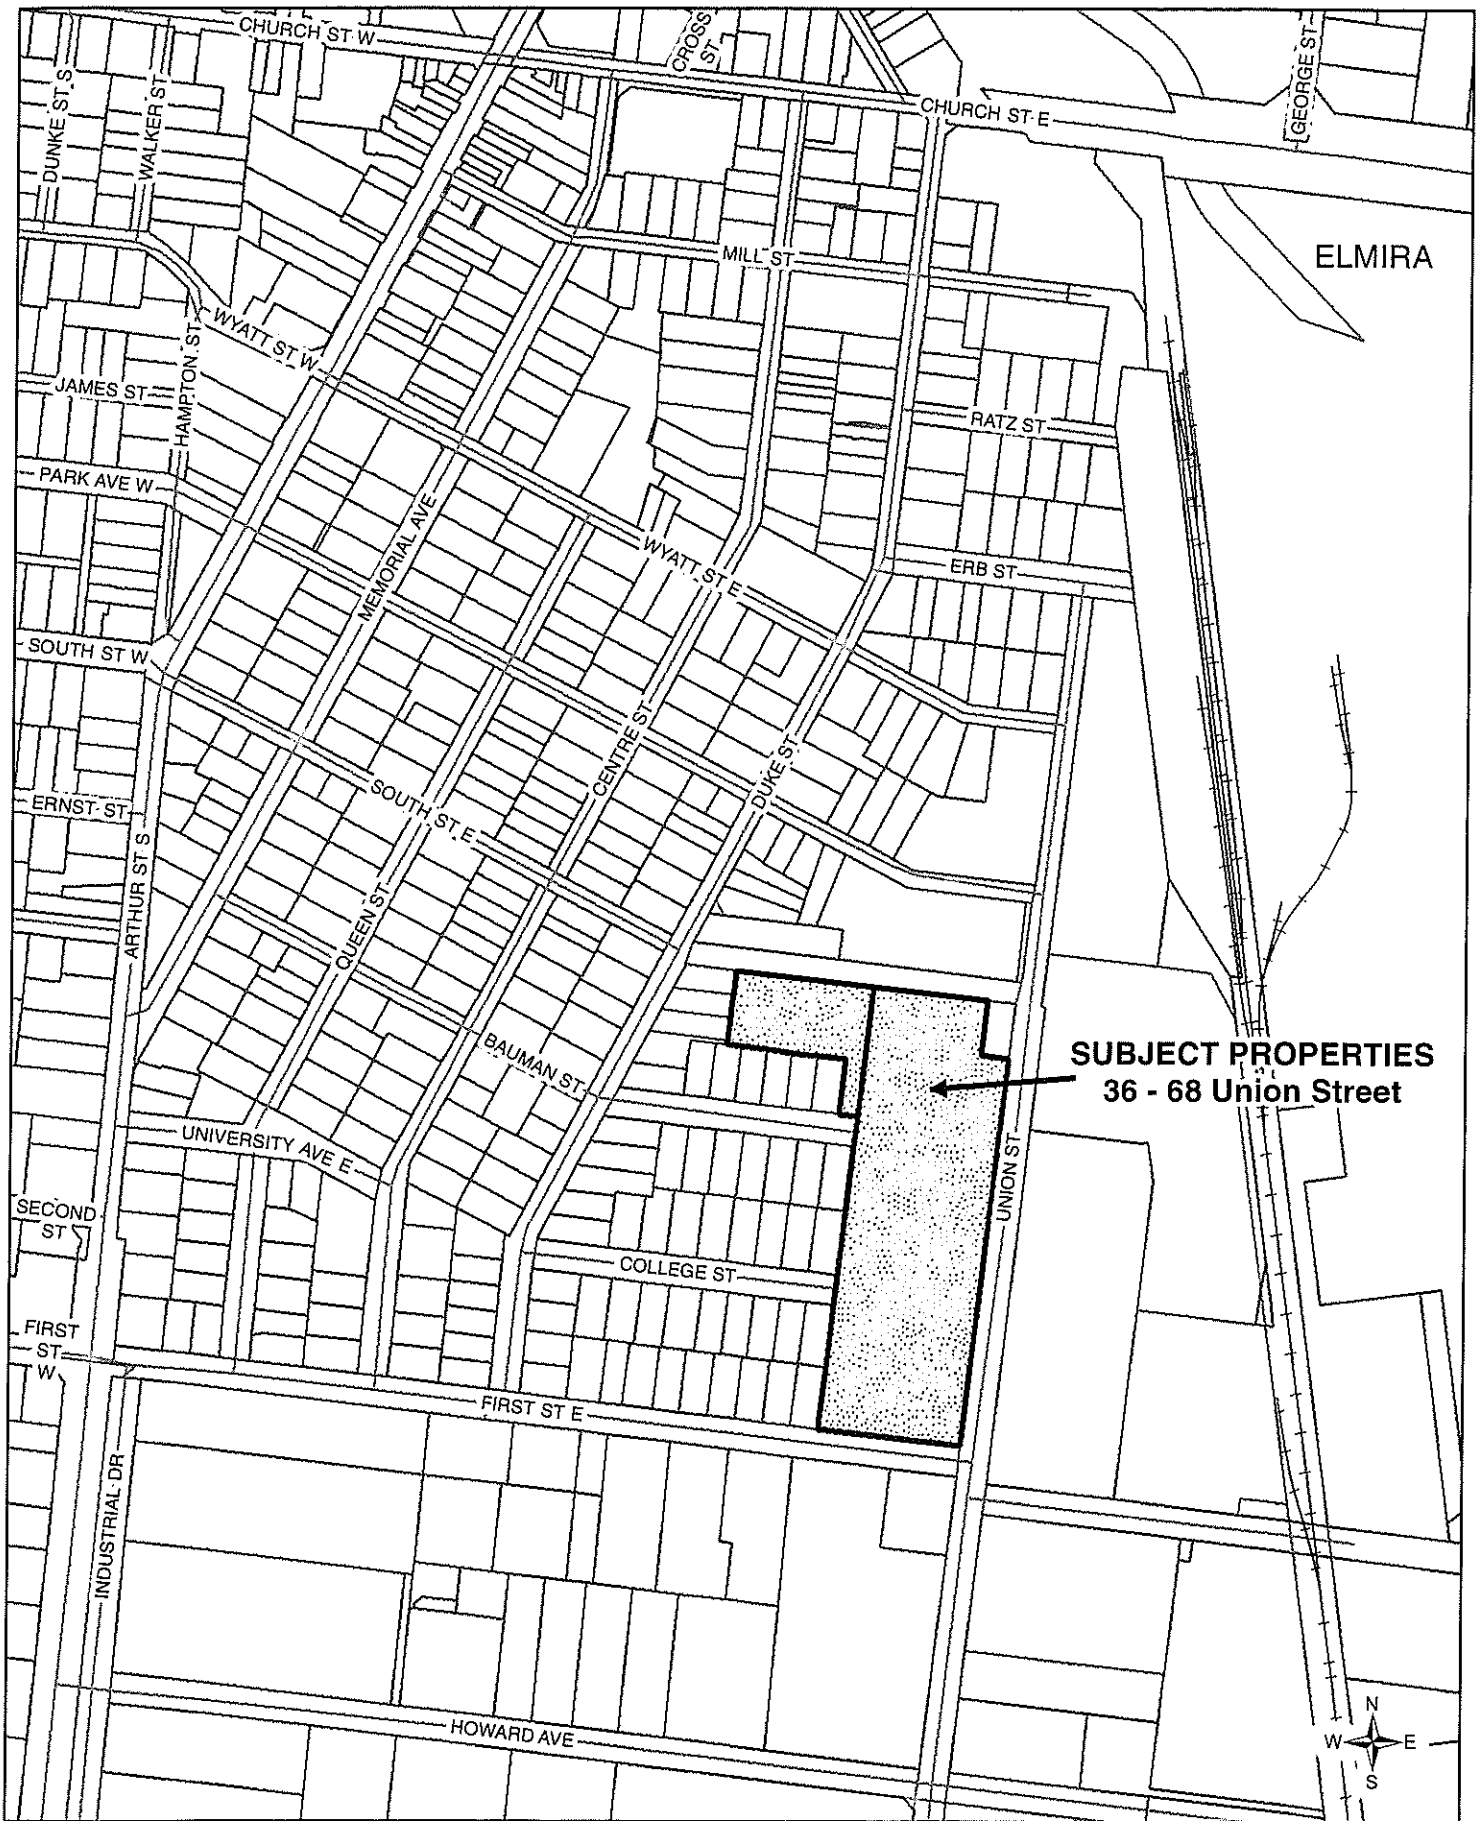 CHURCH ST W
CROSS
ST
GEORGE ST
DUNKE ST S
WALKER ST
CHURCH ST E
MILL ST
ELMIRA
WYATT ST W
HAMPTON ST
JAMES ST
RATZ ST
PARK AVE W
MEMORIAL AVE
WYATT ST E
ERB ST
SOUTH ST W
CENTRE ST
DUKE ST
ERNST ST
SOUTH ST E
ARTHUR ST S
QUEEN ST
BAUMAN ST
SUBJECT PROPERTIES
36 - 68 Union Street
UNIVERSITY AVE E
UNION ST
SECOND
ST
COLLEGE ST
FIRST
ST
W
FIRST ST E
INDUSTRIAL DR
HOWARD AVE
N
W E
S